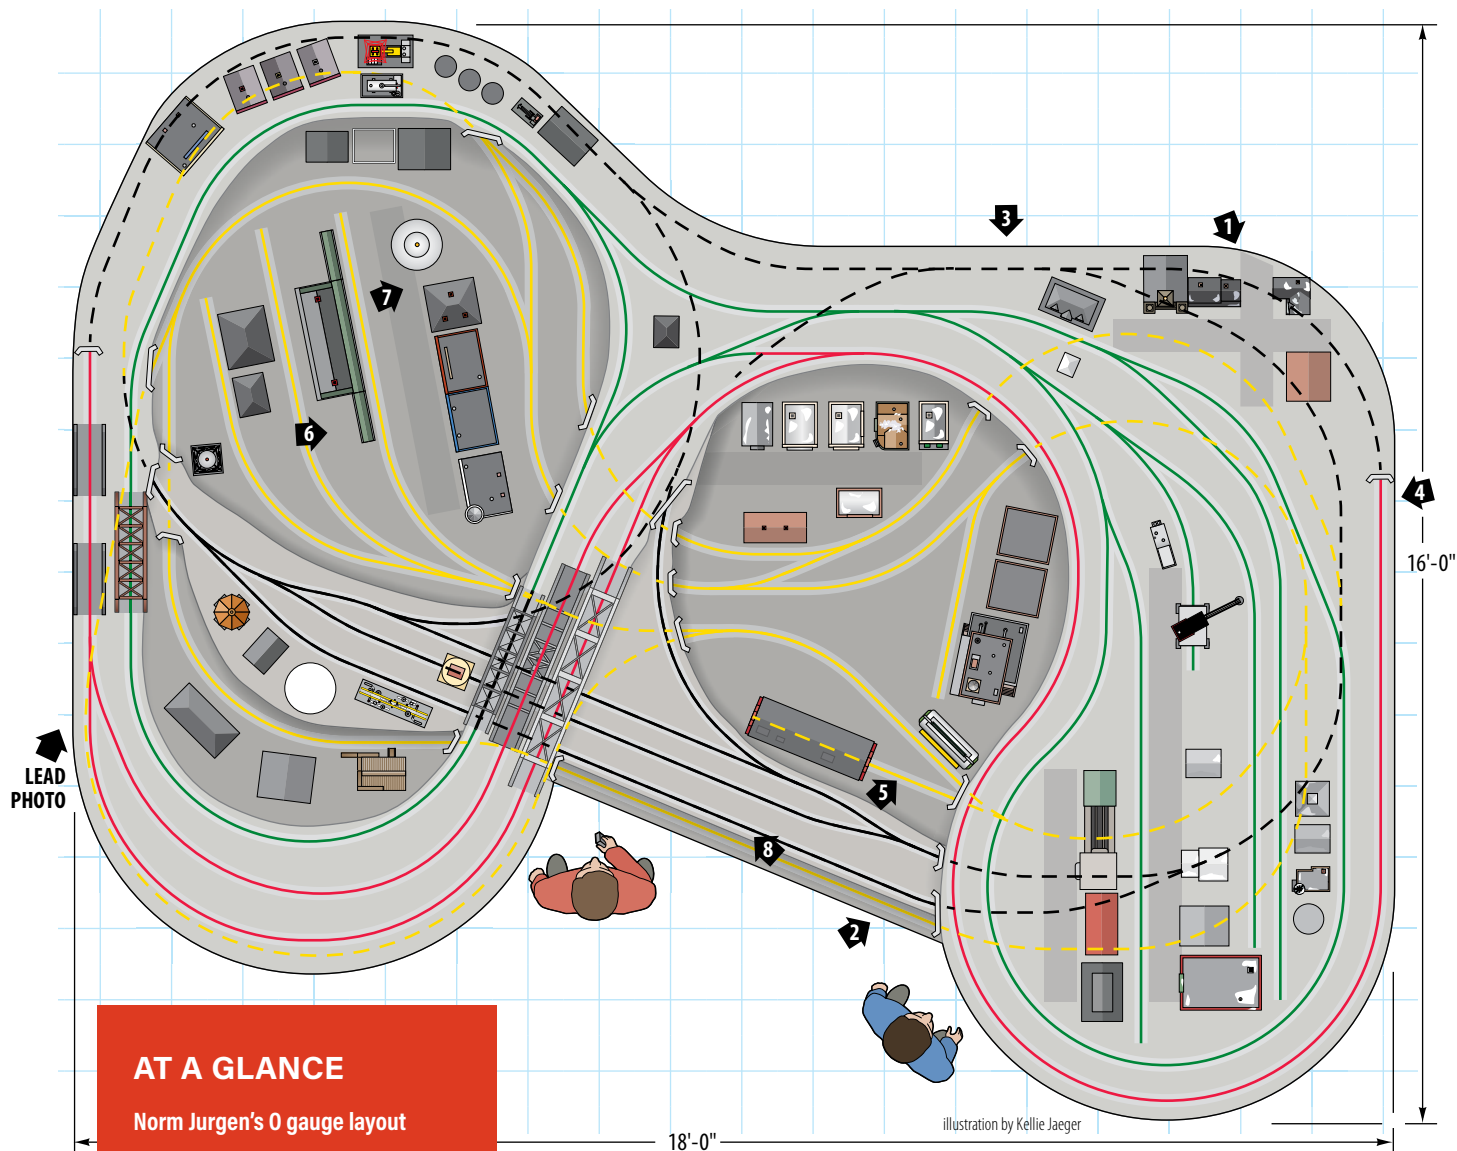 3
1
7
6
4
16'-0"
LEAD
PHOTO
5
8
2
AT A GLANCE
Norm Jurgen's O gauge layout
illustration by Kellie Jaeger
18'-0"